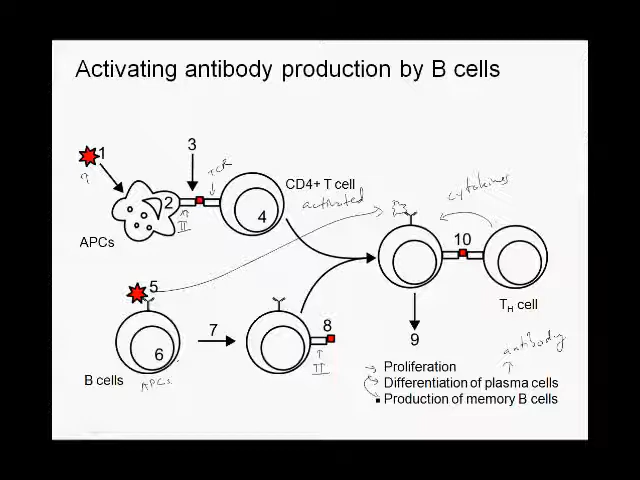 Activating antibody production by B cells
1
3
TCR
2
II
4
CD4+ T cell
activated
APCs
cytokines
10
TH cell
5
6
B cells
APCs
7
8
II
9
antibody
Proliferation
Differentiation of plasma cells
Production of memory B cells